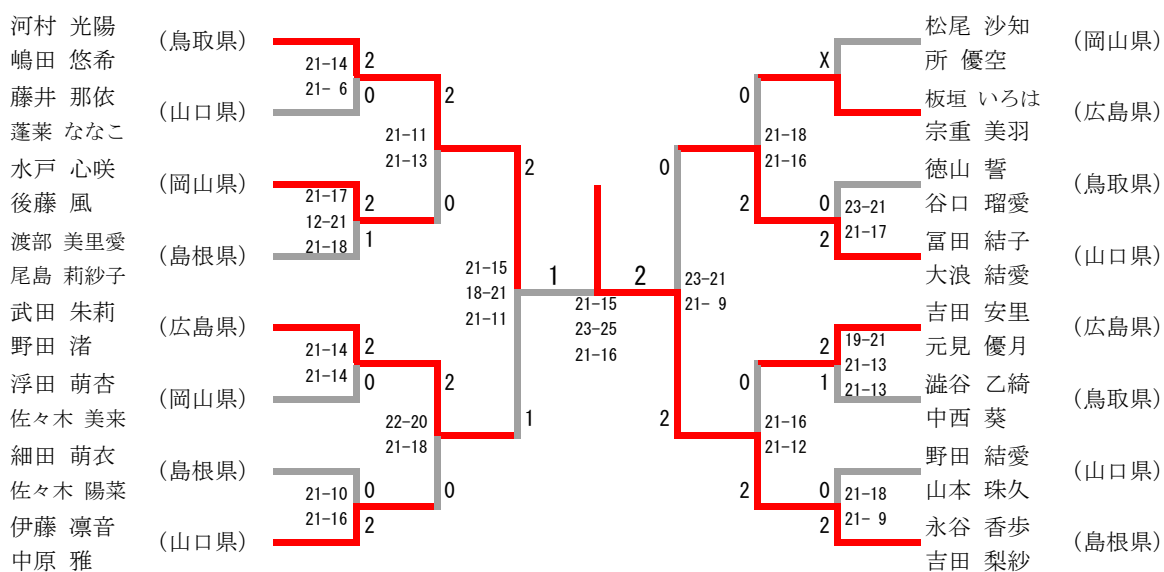 河村 光陽
嶋田 悠希
(鳥取県)
藤井 那依
蓬莱 ななこ
(山口県)
水戸 心咲
後藤 風
(岡山県)
渡部 美里愛
尾島 莉紗子
(島根県)
武田 朱莉
野田 渚
(広島県)
浮田 萌杏
佐々木 美来
(岡山県)
細田 萌衣
佐々木 陽菜
(島根県)
伊藤 凛音
中原 雅
(山口県)
21-14
21- 6
2
0
21-17
12-21
21-18
2
1
21-14
21-14
2
0
21-10
21-16
0
2
21-11
21-13
2
0
22-20
21-18
2
0
21-15
18-21
21-11
2
1
1
2
21-15
23-25
21-16
23-21
21- 9
0
2
21-18
21-16
0
2
21-16
21-12
0
2
X
23-21
21-17
0
2
19-21
21-13
21-13
2
1
21-18
21- 9
0
2
松尾 沙知
所 優空
(岡山県)
板垣 いろは
宗重 美羽
(広島県)
徳山 誓
谷口 瑠愛
(鳥取県)
冨田 結子
大浪 結愛
(山口県)
吉田 安里
元見 優月
(広島県)
澁谷 乙綺
中西 葵
(鳥取県)
野田 結愛
山本 珠久
(山口県)
永谷 香歩
吉田 梨紗
(島根県)